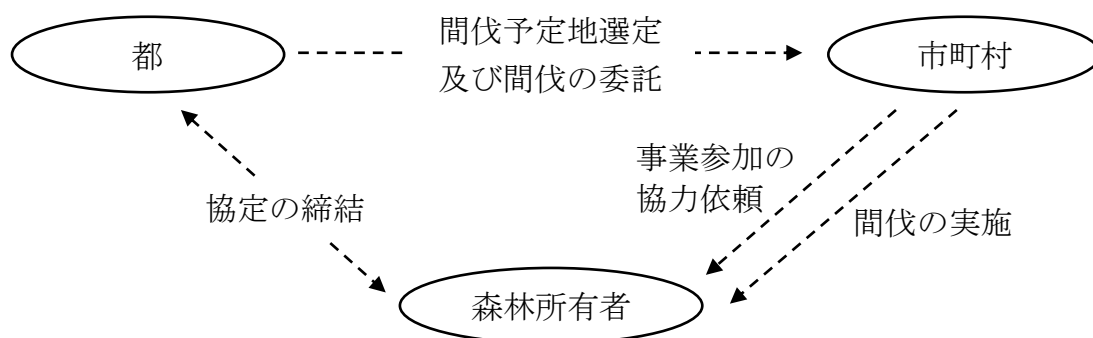 都
間伐予定地選定
及び間伐の委託
市町村
事業参加の
協力依頼
協定の締結
間伐の実施
森林所有者